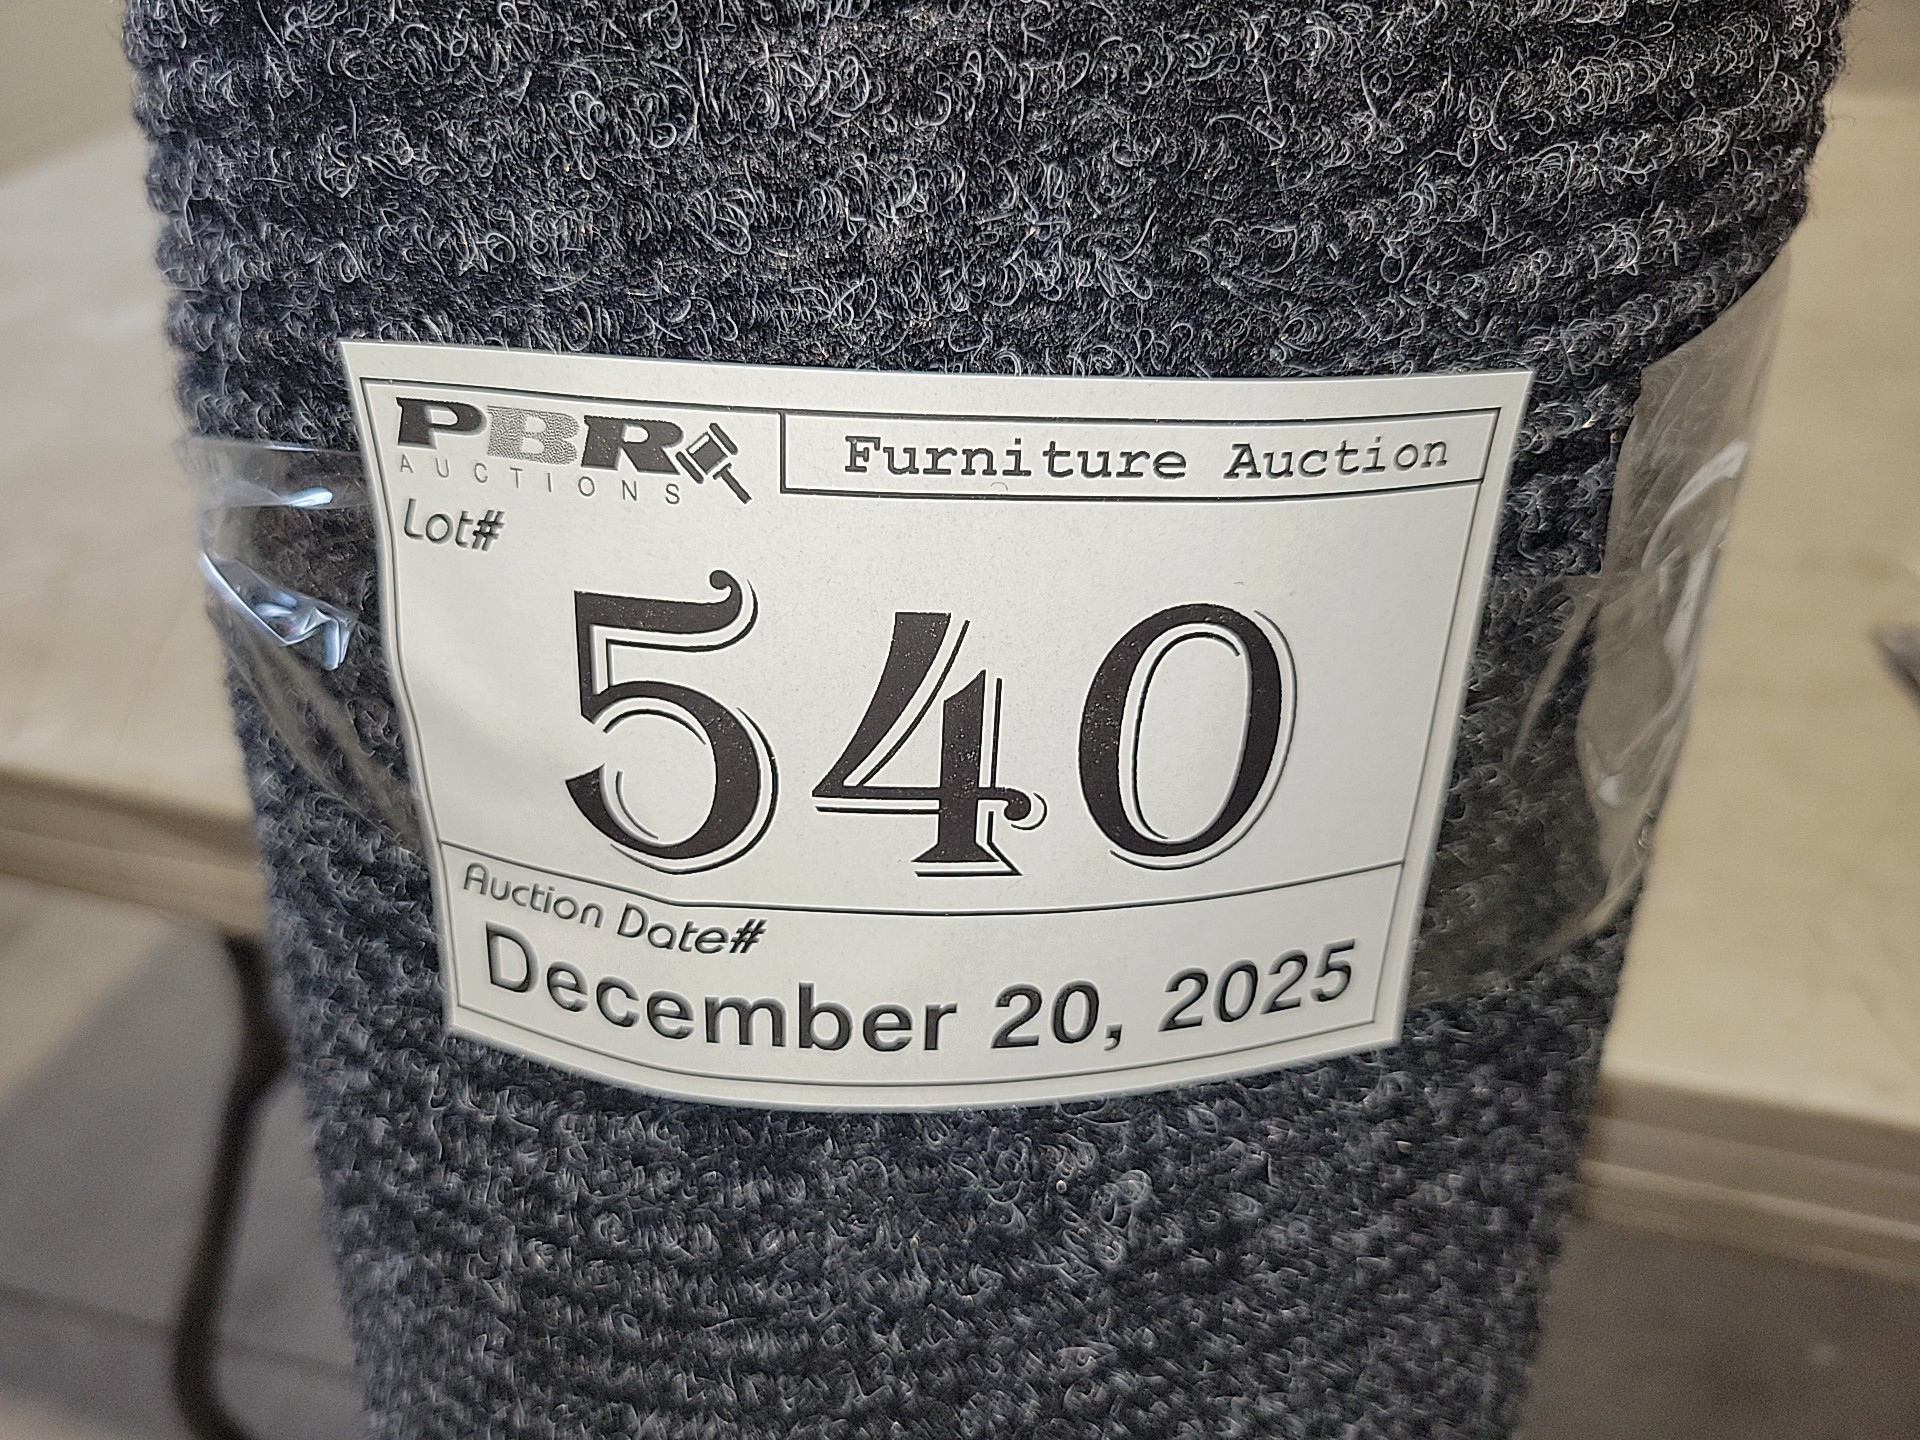 PBR
AUCTIONS
Furniture Auction
Lot#
540
Auction Date#
December 20, 2025